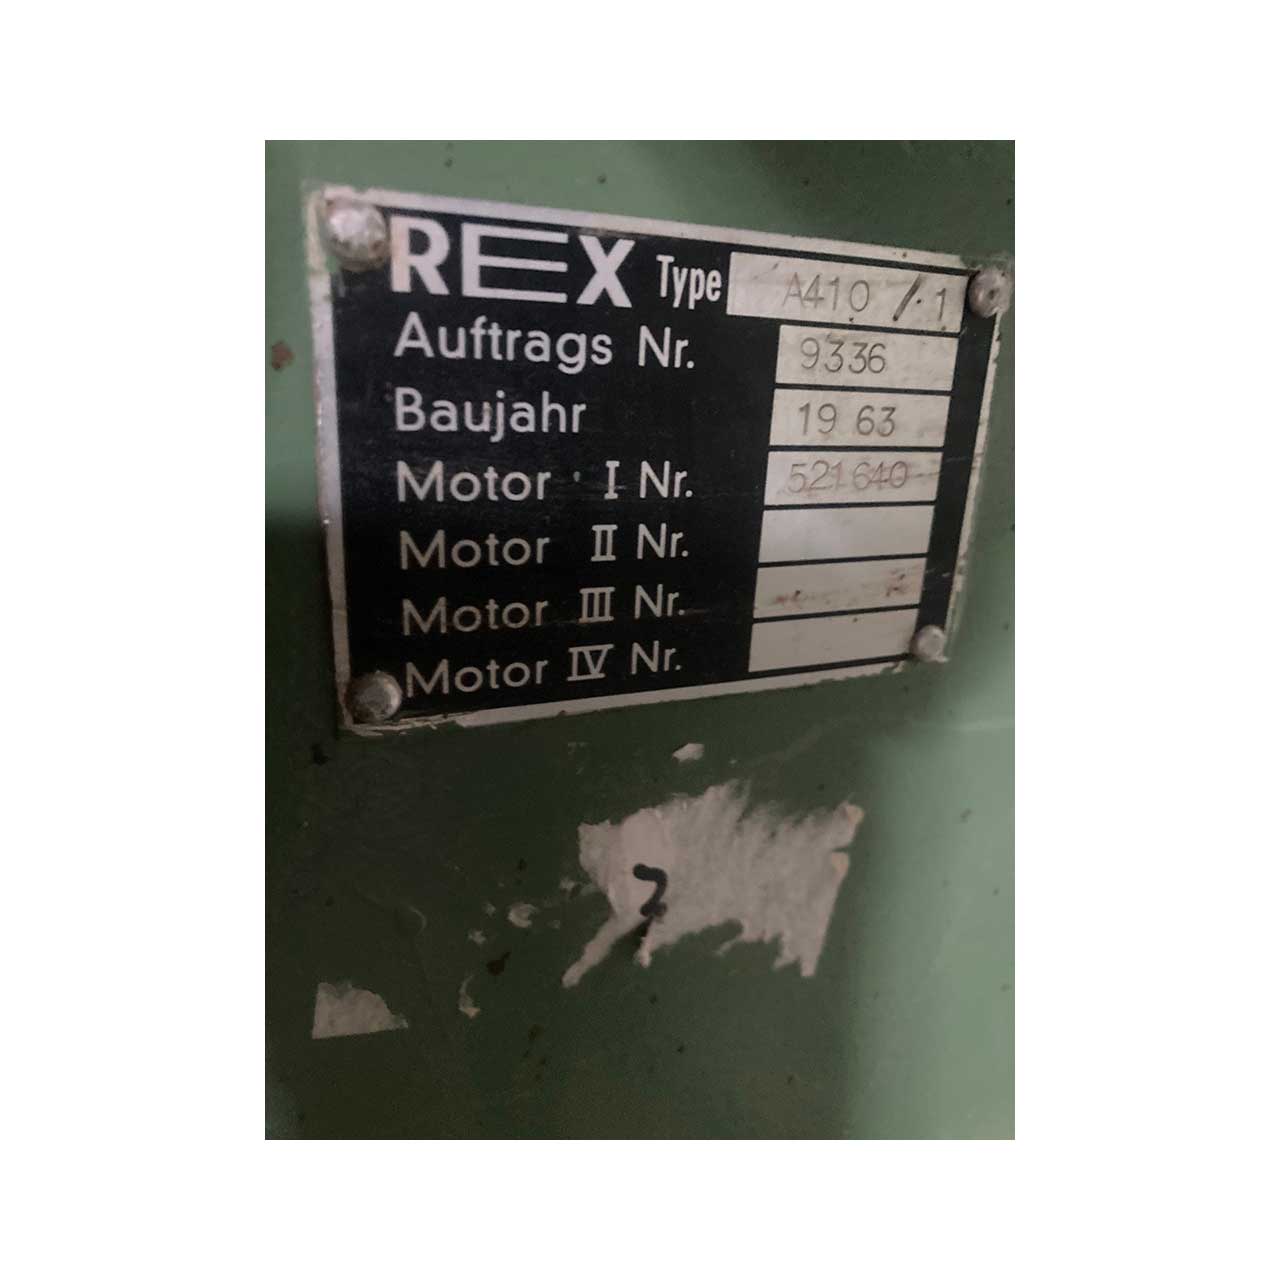 REX Type A410 /.1
Auftrags Nr. 9336
Baujahr 19 63
Motor I Nr. 521640
Motor II Nr.
Motor III Nr.
Motor IV Nr.